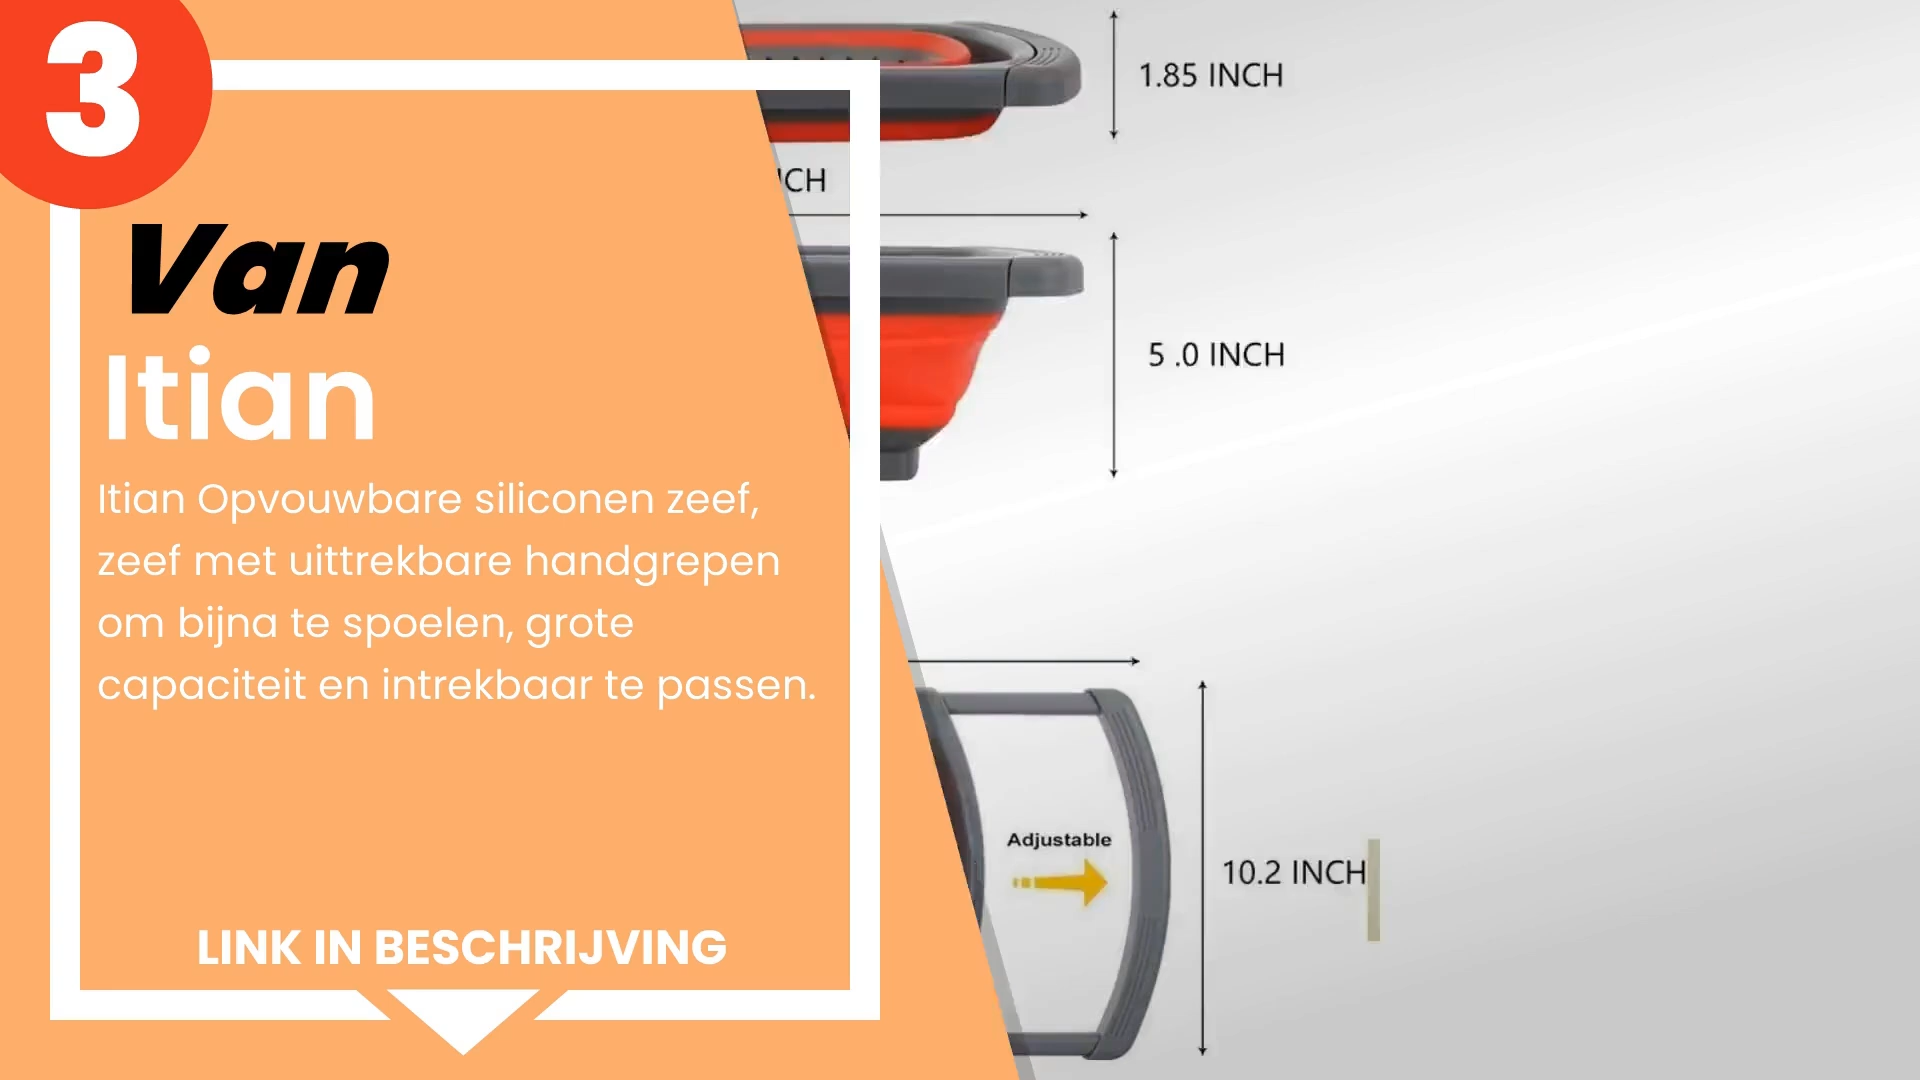 3
Van
Itian
Itian Opvouwbare siliconen zeef,
zeef met uittrekbare handgrepen
om bijna te spoelen, grote
capaciteit en intrekbaar te passen.
LINK IN BESCHRIJVING
1.85 INCH
5 .0 INCH
Adjustable
10.2 INCH